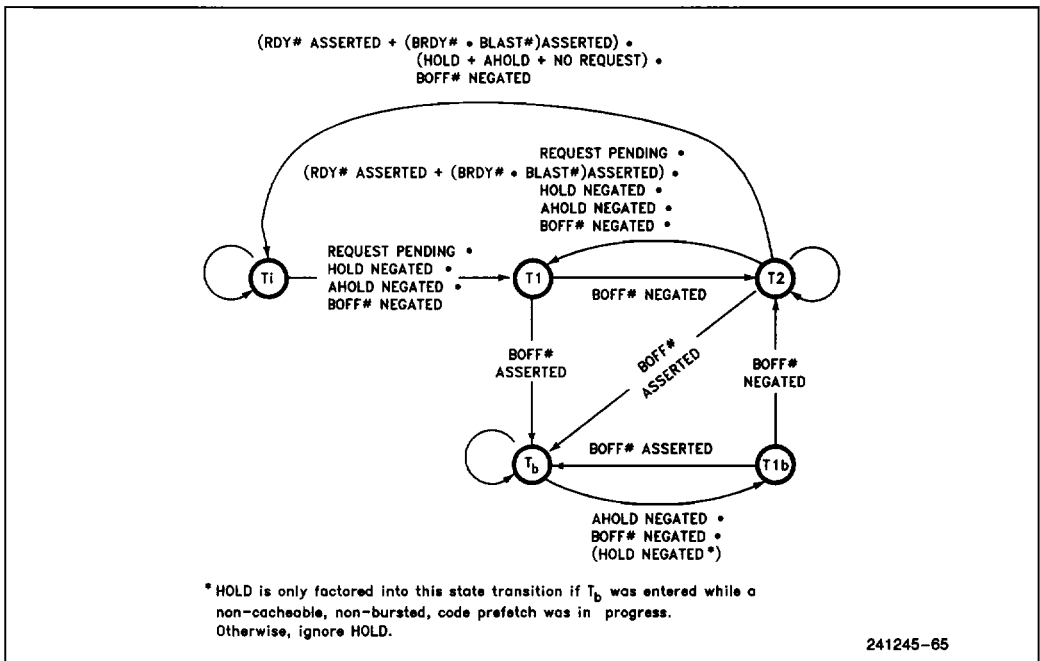 (RDY# ASSERTED + (BRDY# • BLAST#)ASSERTED) •
(HOLD + AHOLD + NO REQUEST) •
BOFF# NEGATED
REQUEST PENDING •
(RDY# ASSERTED + (BRDY# • BLAST#)ASSERTED) •
HOLD NEGATED •
AHOLD NEGATED •
BOFF# NEGATED •
Ti
REQUEST PENDING •
HOLD NEGATED •
AHOLD NEGATED •
BOFF# NEGATED
T1
BOFF# NEGATED
T2
BOFF#
ASSERTED
BOFF#
ASSERTED
BOFF#
NEGATED
Tb
BOFF# ASSERTED
T1b
AHOLD NEGATED •
BOFF# NEGATED •
(HOLD NEGATED*)
* HOLD is only factored into this state transition if Tb was entered while a
non-cacheable, non-bursted, code prefetch was in progress.
Otherwise, ignore HOLD.
241245-65